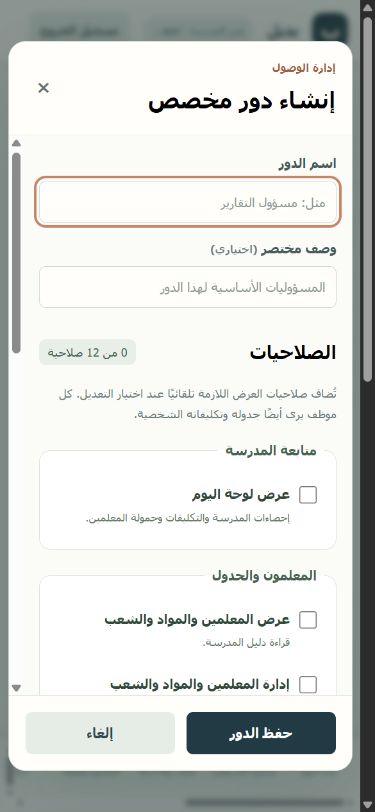 إدارة الوصول
إنشاء دور مخصص
×
اسم الدور
مثل: مسؤول التقارير
وصف مختصر (اختياري)
المسؤوليات الأساسية لهذا الدور
الصلاحيات
0 من 12 صلاحية
تُضاف صلاحيات العرض اللازمة تلقائيًا عند اختيار التعديل. كل
موظف يرى أيضًا جدوله وتكليفاته الشخصية.
متابعة المدرسة
عرض لوحة اليوم
إحصاءات المدرسة والتكليفات وحمولة المعلمين.
المعلمون والجدول
عرض المعلمين والمواد والشعب
قراءة دليل المدرسة.
إدارة المعلمين والمواد والشعب
حفظ الدور
إلغاء